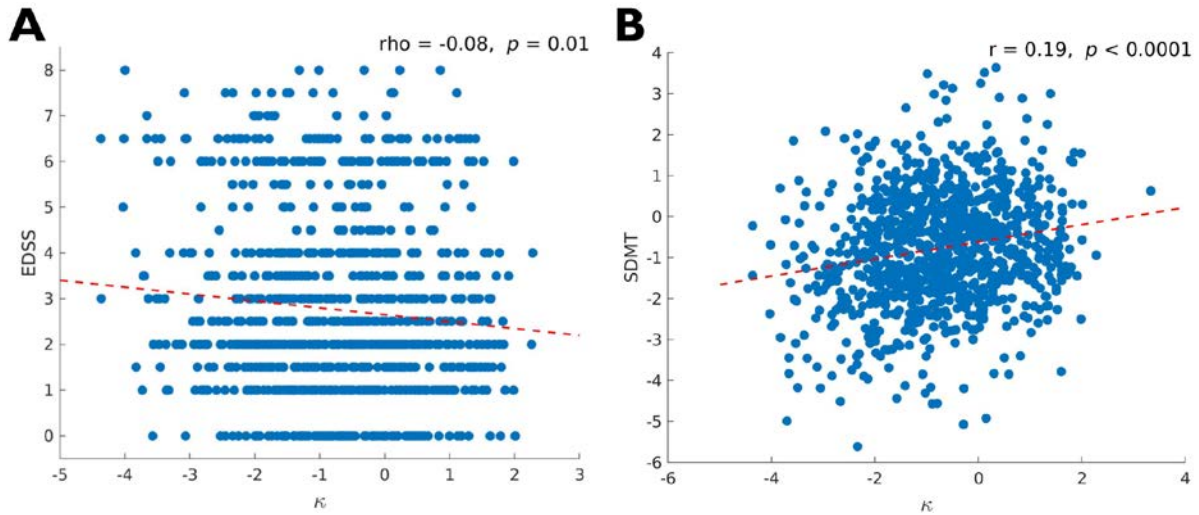 A
rho = -0.08, p = 0.01
EDSS
8
7
6
5
4
3
2
1
0
-5 -4 -3 -2 -1 0 1 2 3
κ
B
r = 0.19, p < 0.0001
SDMT
4
3
2
1
0
-1
-2
-3
-4
-5
-6
-6 -4 -2 0 2 4
κ